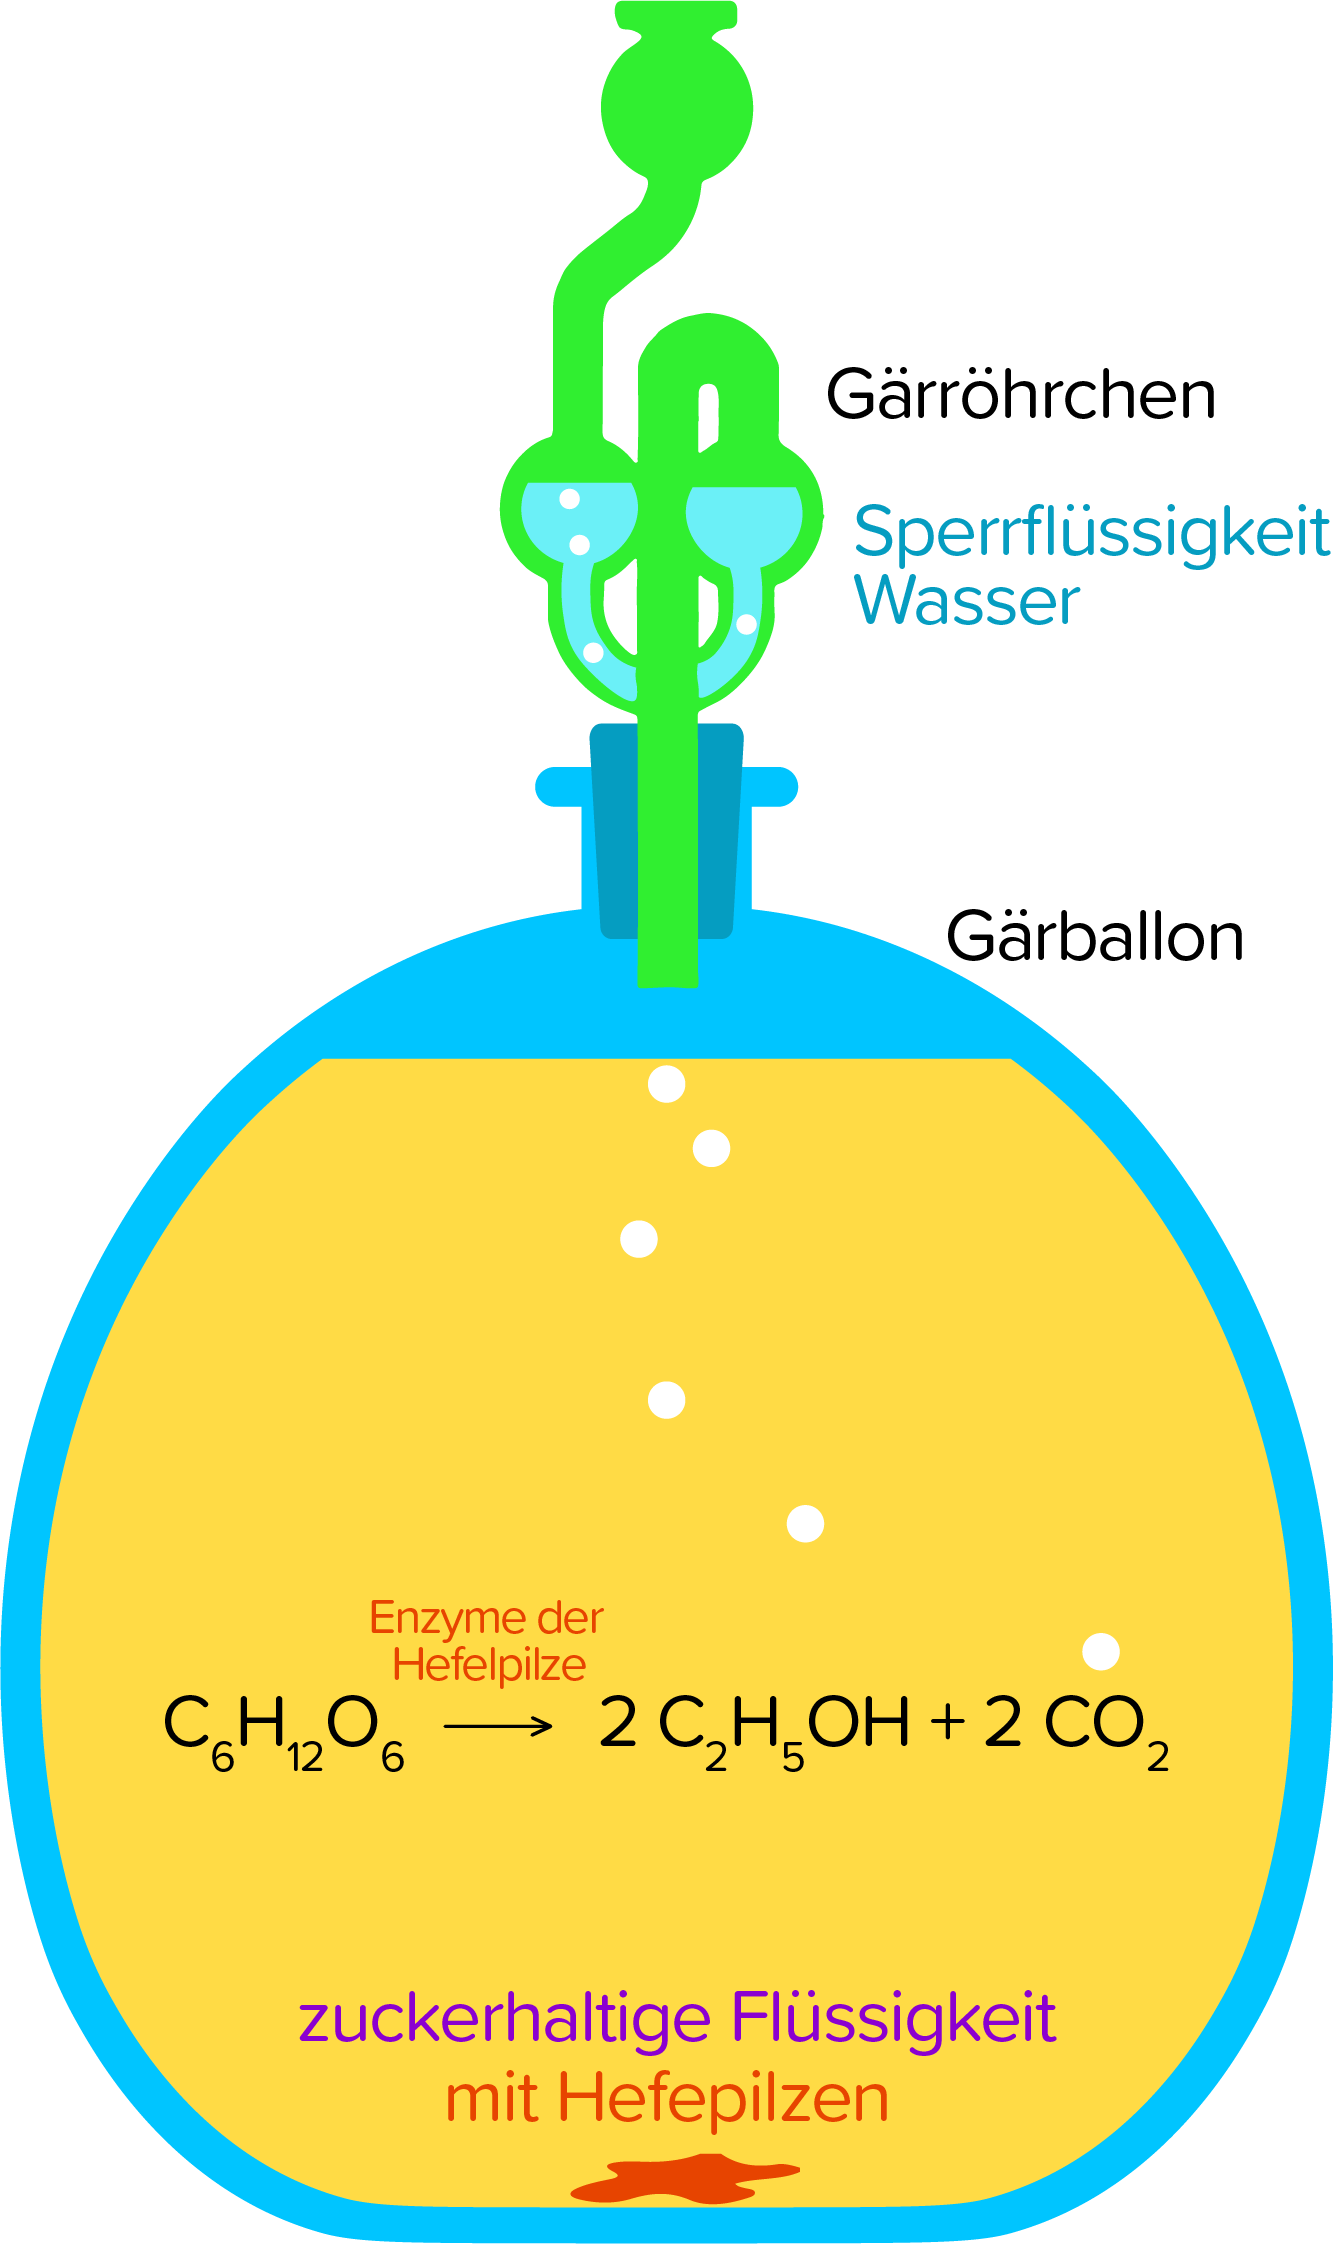 Gärröhrchen
Sperrflüssigkeit
Wasser
Gärballon
Enzyme der
Hefelpilze
C₆H₁₂O₆ → 2 C₂H₅OH + 2 CO₂
zuckerhaltige Flüssigkeit
mit Hefepilzen